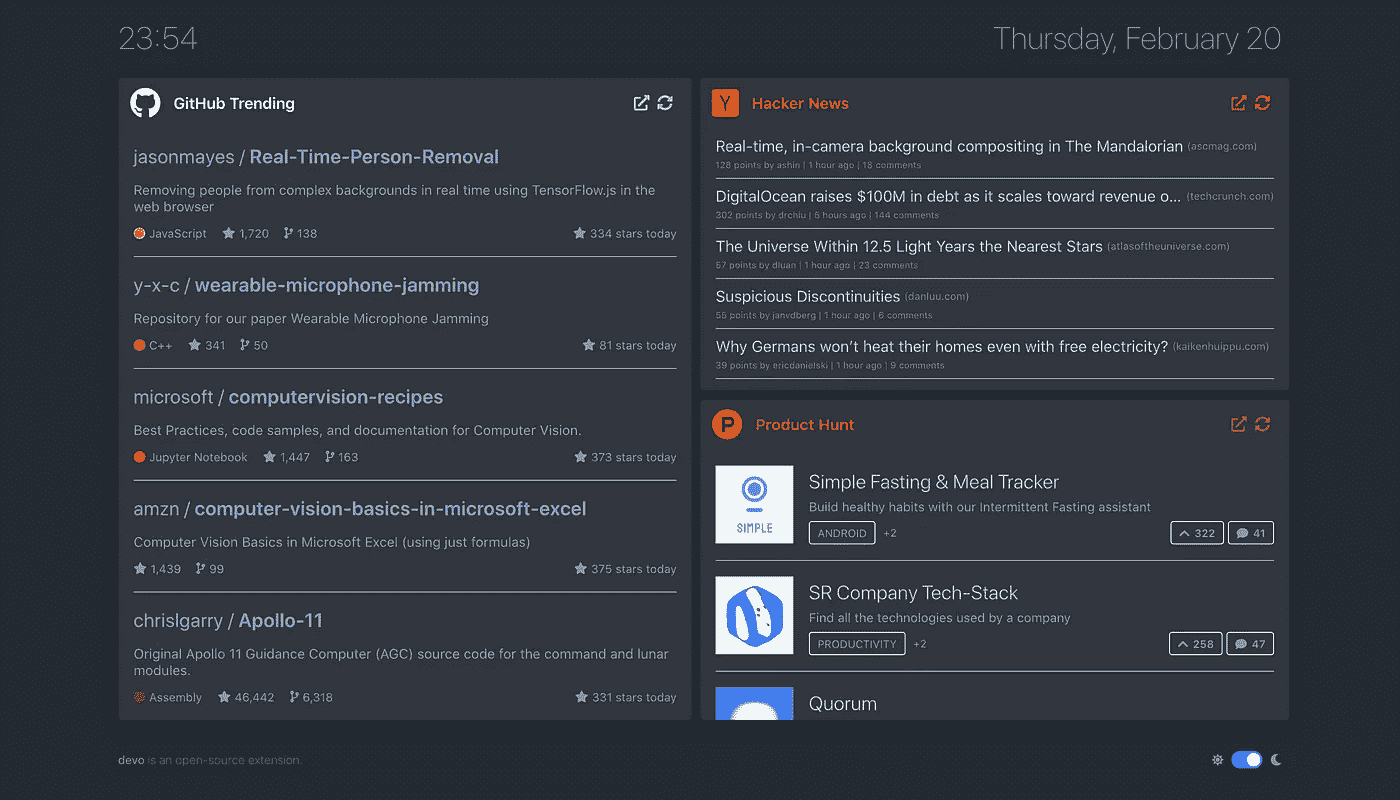 23:54
Thursday, February 20
GitHub Trending
jasonmayes / Real-Time-Person-Removal
Removing people from complex backgrounds in real time using TensorFlow.js in the
web browser
JavaScript 1,720 138 334 stars today
y-x-c / wearable-microphone-jamming
Repository for our paper Wearable Microphone Jamming
C++ 341 50 81 stars today
microsoft / computervision-recipes
Best Practices, code samples, and documentation for Computer Vision.
Jupyter Notebook 1,447 163 373 stars today
amzn / computer-vision-basics-in-microsoft-excel
Computer Vision Basics in Microsoft Excel (using just formulas)
1,439 99 375 stars today
chrislgarry / Apollo-11
Original Apollo 11 Guidance Computer (AGC) source code for the command and lunar
modules.
Assembly 46,442 6,318 331 stars today
Y Hacker News
Real-time, in-camera background compositing in The Mandalorian (ascmag.com)
128 points by ashin | 1 hour ago | 18 comments
DigitalOcean raises $100M in debt as it scales toward revenue o... (techcrunch.com)
302 points by drchiu | 6 hours ago | 144 comments
The Universe Within 12.5 Light Years the Nearest Stars (atlasoftheuniverse.com)
57 points by dluan | 1 hour ago | 23 comments
Suspicious Discontinuities (danluu.com)
55 points by janvdberg | 1 hour ago | 6 comments
Why Germans won't heat their homes even with free electricity? (kaikenhuippu.com)
39 points by ericdanielski | 1 hour ago | 9 comments
P Product Hunt
SIMPLE
Simple Fasting & Meal Tracker
Build healthy habits with our Intermittent Fasting assistant
ANDROID +2 322 41
SR Company Tech-Stack
Find all the technologies used by a company
PRODUCTIVITY +2 258 47
Quorum
devo is an open-source extension.